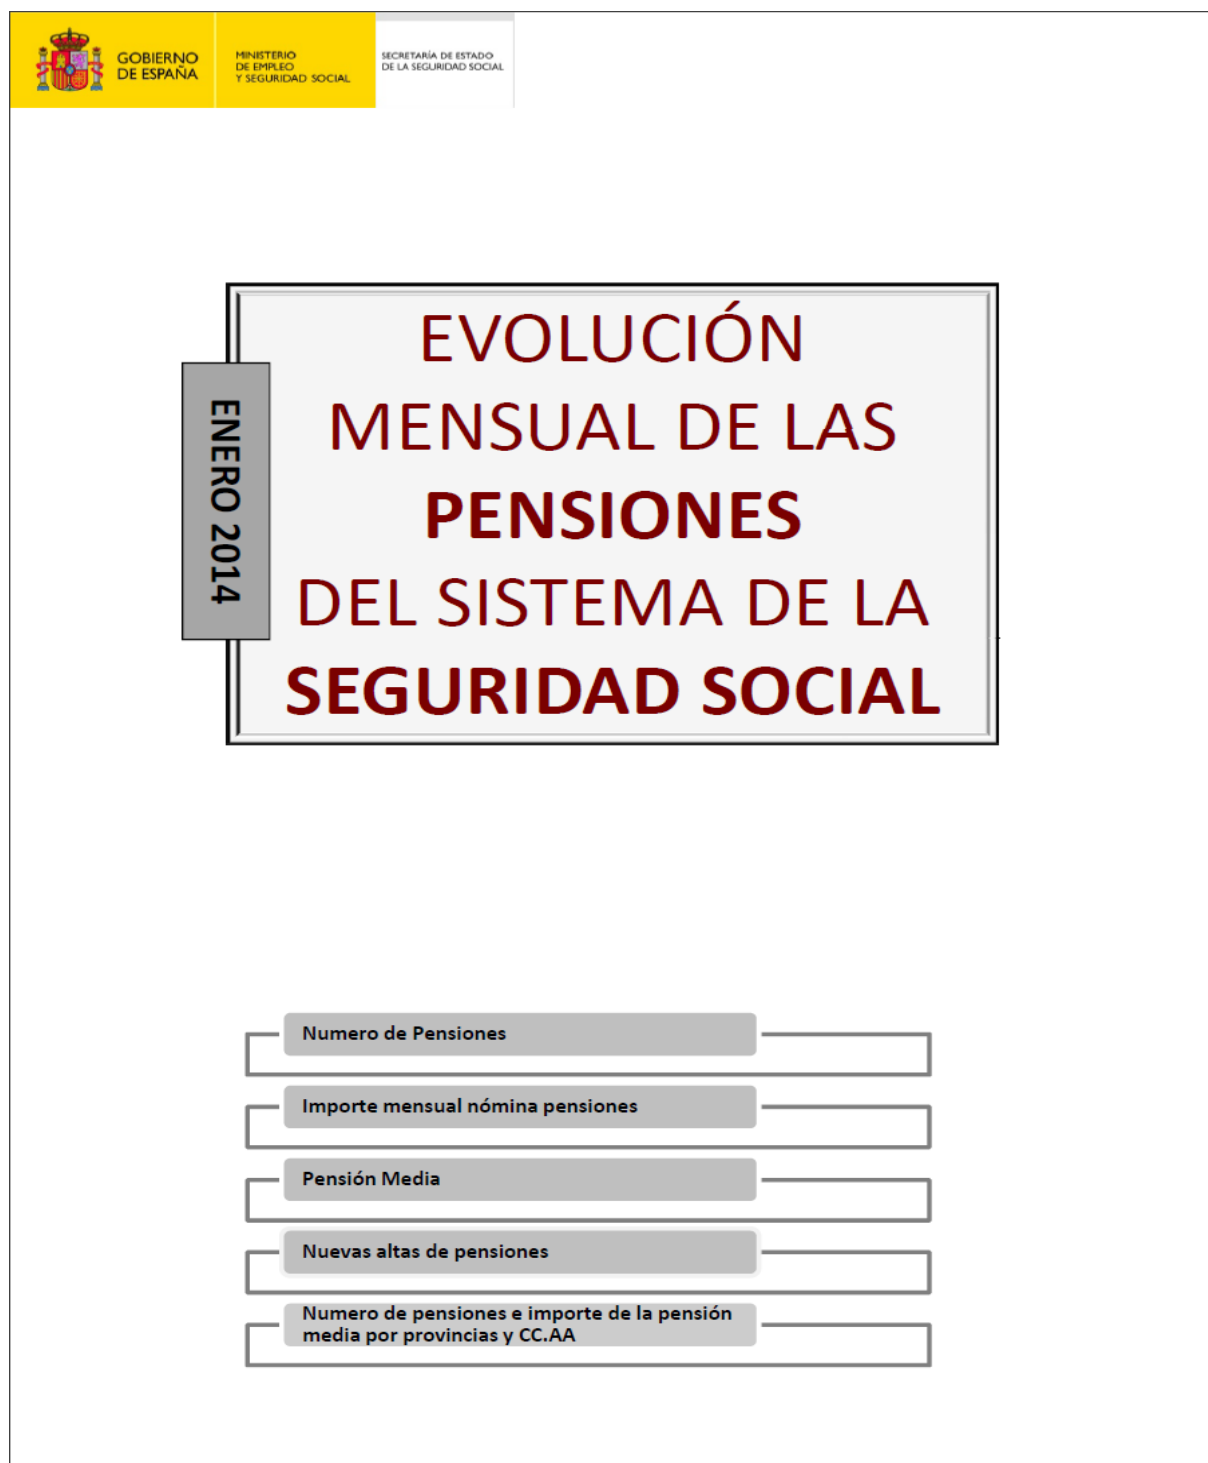 GOBIERNO
DE ESPAÑA
MINISTERIO
DE EMPLEO
Y SEGURIDAD SOCIAL
SECRETARÍA DE ESTADO
DE LA SEGURIDAD SOCIAL
ENERO 2014
EVOLUCIÓN
MENSUAL DE LAS
PENSIONES
DEL SISTEMA DE LA
SEGURIDAD SOCIAL
Numero de Pensiones
Importe mensual nómina pensiones
Pensión Media
Nuevas altas de pensiones
Numero de pensiones e importe de la pensión
media por provincias y CC.AA